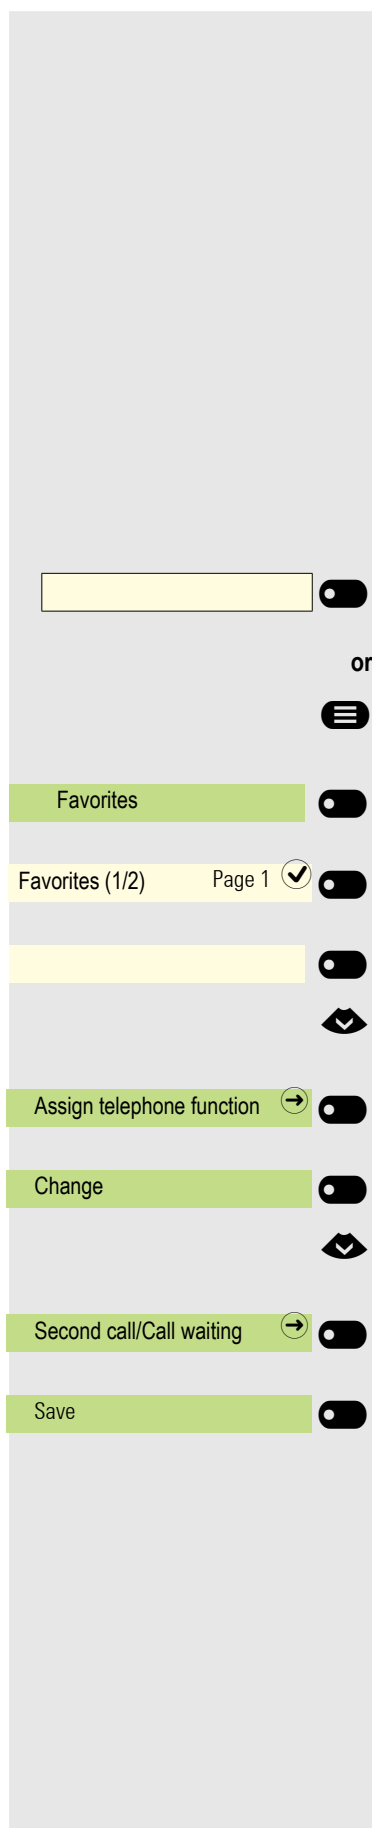 or
Favorites
Favorites (1/2) Page 1
Assign telephone function
Change
Second call/Call waiting
Save